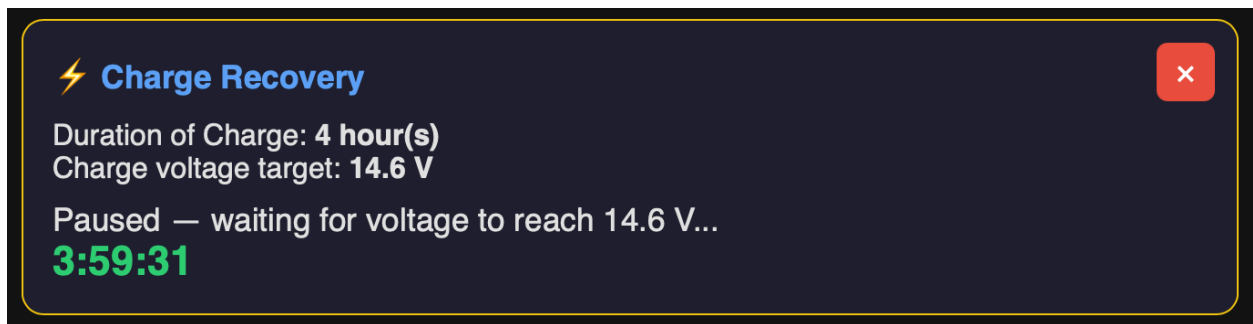 ⚡ Charge Recovery
×
Duration of Charge: 4 hour(s)
Charge voltage target: 14.6 V
Paused — waiting for voltage to reach 14.6 V...
3:59:31